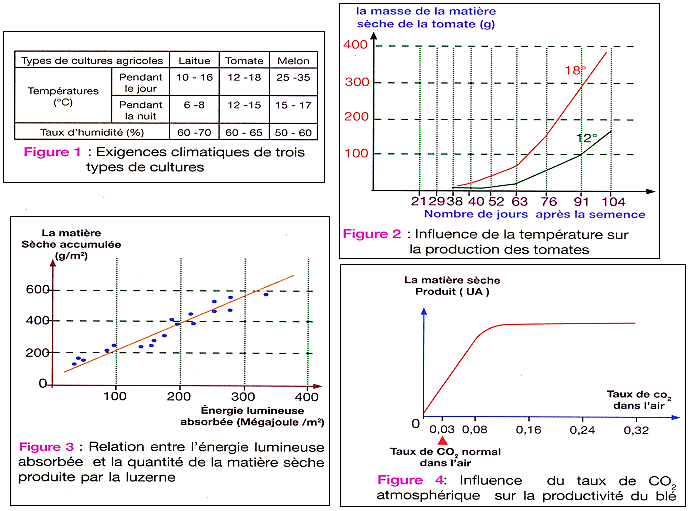 Types de cultures agricoles Laitue Tomate Melon
Températures (°C) Pendant le jour 10 - 16 12 -18 25 -35
Pendant la nuit 6 -8 12 -15 15 - 17
Taux d'humidité (%) 60 -70 60 - 65 50 - 60
Figure 1 : Exigences climatiques de trois
types de cultures
la masse de la matière
sèche de la tomate (g)
400
300
200
100
18°
12°
21 29 38 40 52 63 76 91 104
Nombre de jours après la semence
Figure 2 : Influence de la température sur
la production des tomates
La matière
Sèche accumulée
(g/m²)
600
400
200
0
100 200 300 400
Énergie lumineuse
absorbée (Mégajoule /m²)
Figure 3 : Relation entre l'énergie lumineuse
absorbée et la quantité de la matière sèche
produite par la luzerne
La matière sèche
Produit ( UA )
Taux de co₂
dans l'air
0 0,03 0,08 0,16 0,24 0,32
Taux de CO₂ normal
dans l'air
Figure 4: Influence du taux de CO₂
atmosphérique sur la productivité du blé